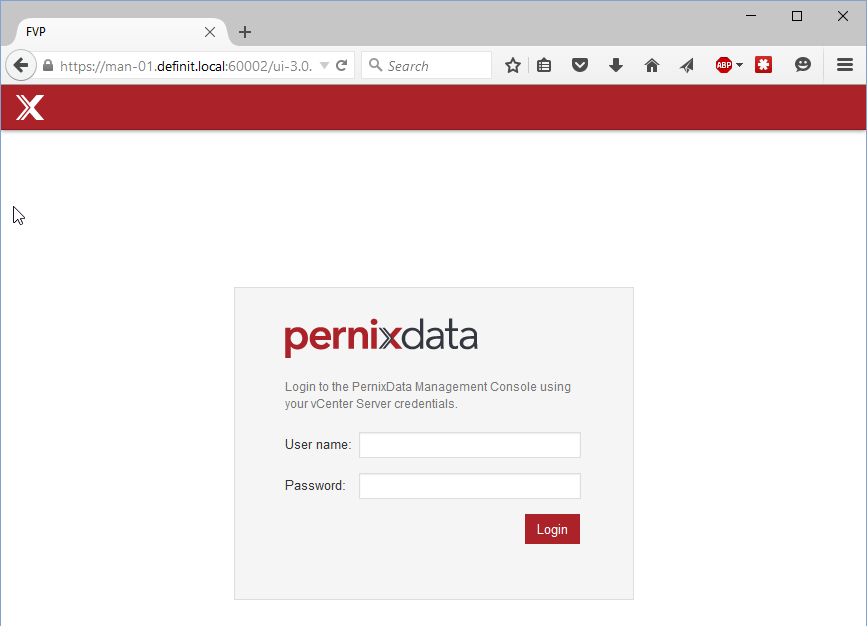 FVP
https://man-01.definit.local:60002/ui-3.0.
Search
ABP
pernixdata
Login to the PernixData Management Console using
your vCenter Server credentials.
User name:
Password:
Login